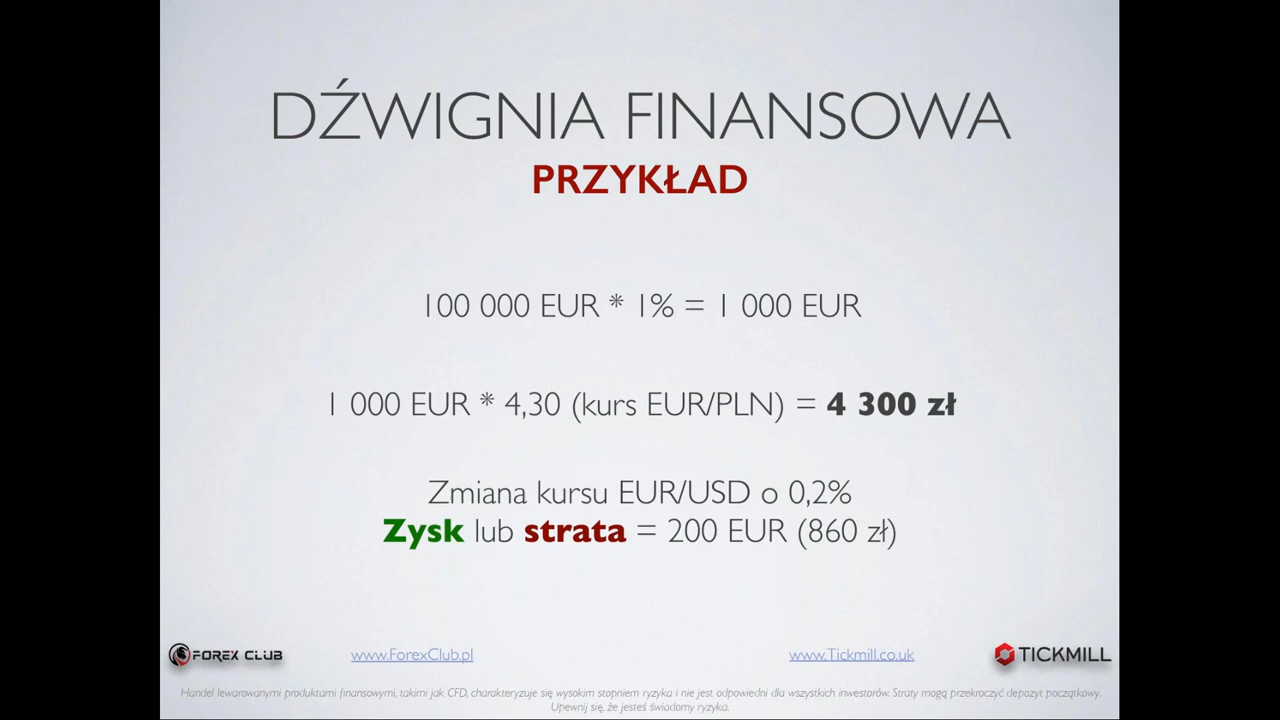 DŹWIGNIA FINANSOWA
PRZYKŁAD
100 000 EUR * 1% = 1 000 EUR
1 000 EUR * 4,30 (kurs EUR/PLN) = 4 300 zł
Zmiana kursu EUR/USD o 0,2%
Zysk lub strata = 200 EUR (860 zł)
FOREX CLUB www.ForexClub.pl www.Tickmill.co.uk TICKMILL
Handel lewarowanymi produktami finansowymi, takimi jak CFD, charakteryzuje się wysokim stopniem ryzyka i nie jest odpowiedni dla wszystkich inwestorów. Straty mogą przekroczyć depozyt początkowy.
Upewnij się, że jesteś świadomy ryzyka.